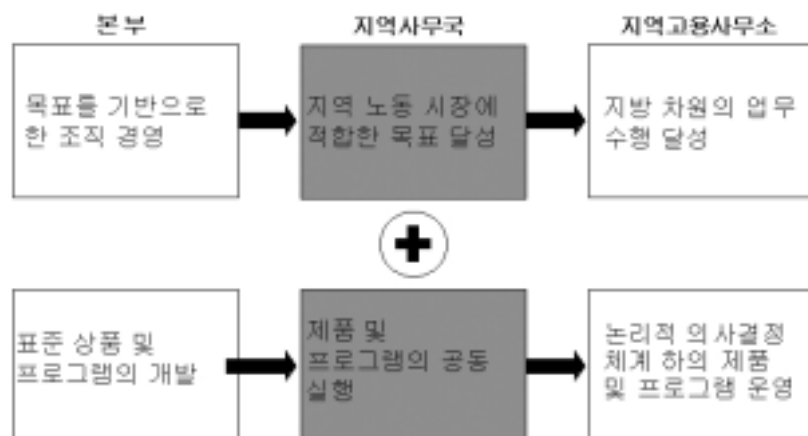 본부 지역사무국 지역고용사무소
목표를 기반으로
한 조직 경영
지역 노동 시장에
적합한 목표 달성
지방 차원의 업무
수행 달성
표준 상품 및
프로그램의 개발
제품 및
프로그램의 공동
실행
논리적 의사결정
체계 하의 제품
및 프로그램 운영